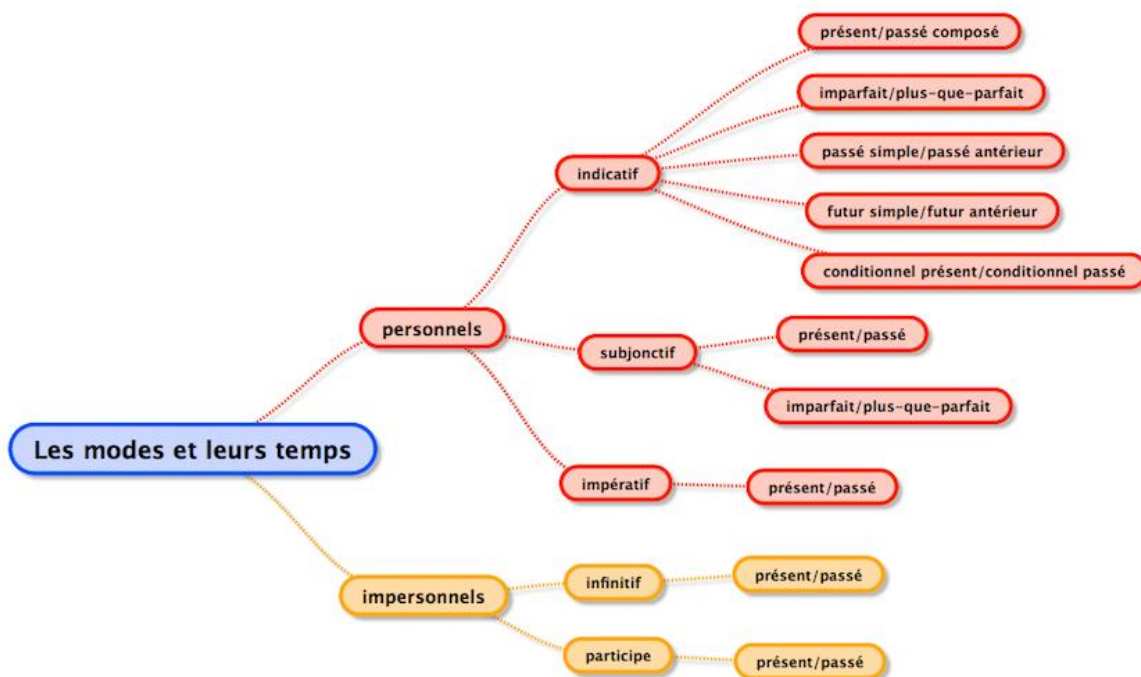 Les modes et leurs temps
personnels
indicatif
présent/passé composé
imparfait/plus-que-parfait
passé simple/passé antérieur
futur simple/futur antérieur
conditionnel présent/conditionnel passé
subjonctif
présent/passé
imparfait/plus-que-parfait
impératif
présent/passé
impersonnels
infinitif
présent/passé
participe
présent/passé